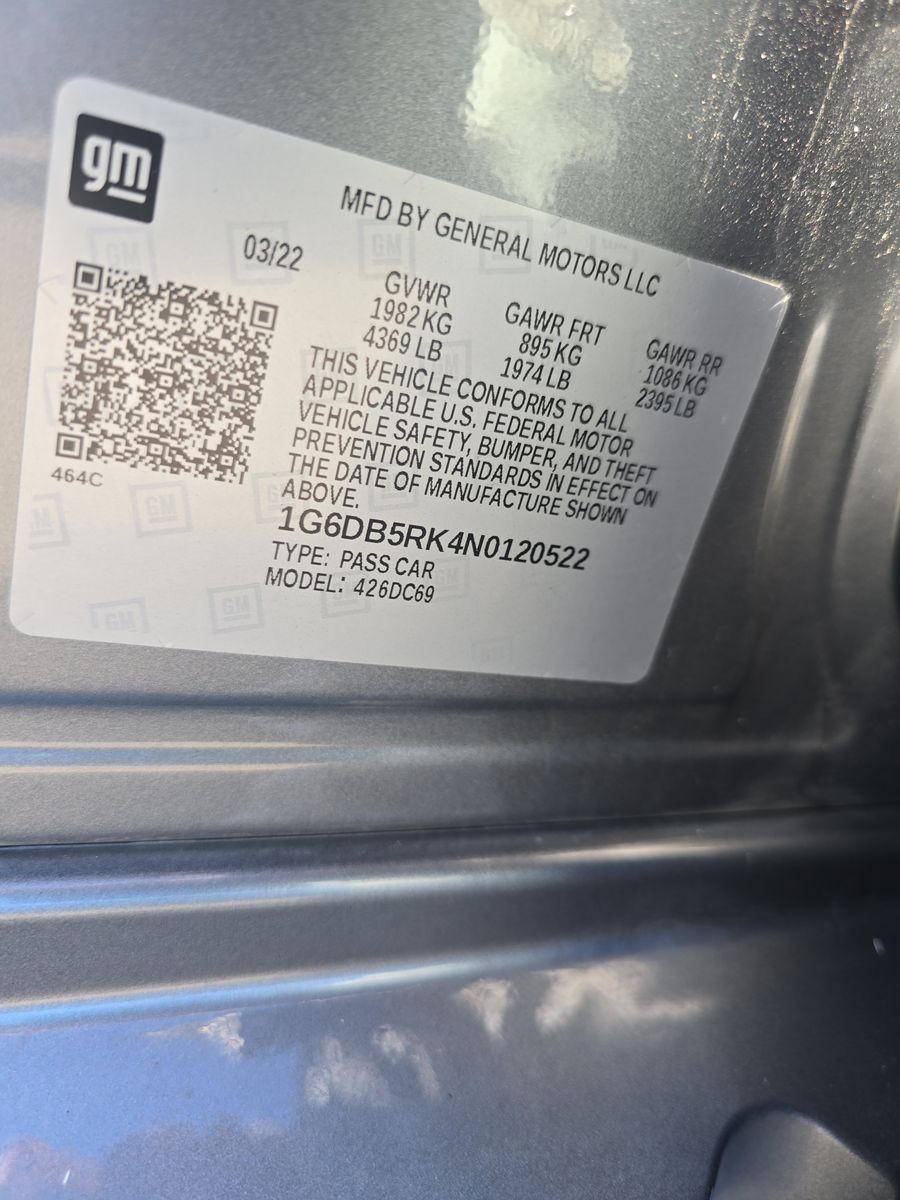 gm
MFD BY GENERAL MOTORS LLC
03/22
GVWR GAWR FRT GAWR RR
1982 KG 895 KG 1086 KG
4369 LB 1974 LB 2395 LB
THIS VEHICLE CONFORMS TO ALL
APPLICABLE U.S. FEDERAL MOTOR
VEHICLE SAFETY, BUMPER, AND THEFT
PREVENTION STANDARDS IN EFFECT ON
THE DATE OF MANUFACTURE SHOWN
ABOVE.
464C
1G6DB5RK4N0120522
TYPE: PASS CAR
MODEL: 426DC69